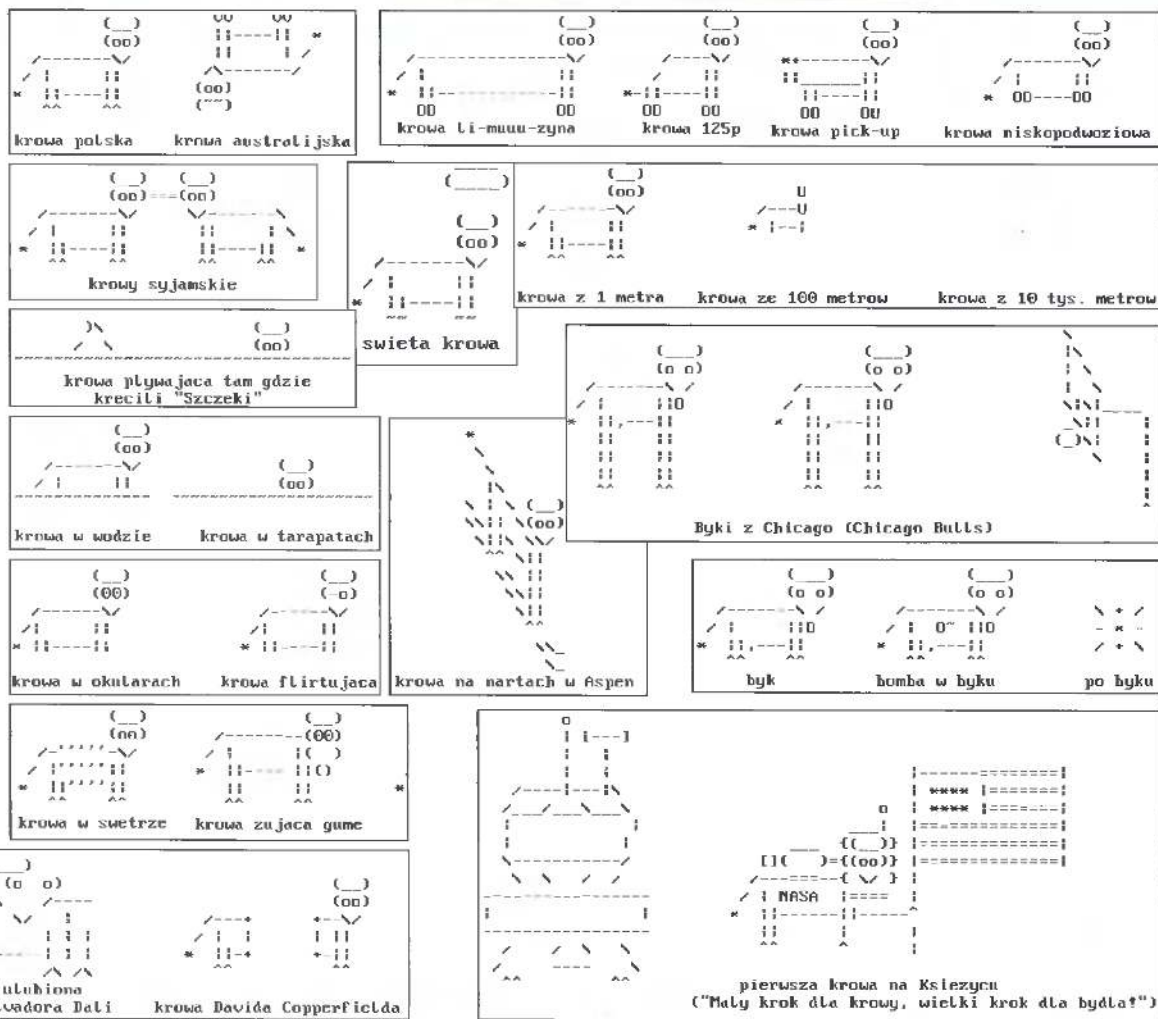 krowa polska krowa australijska
krowa li-muuu-zyna krowa 125p krowa pick-up krowa niskopodwoziowa
krowy syjamskie
swieta krowa
krowa z 1 metra krowa ze 100 metrow krowa z 10 tys. metrow
krowa plywajaca tam gdzie
krecili "Szczeki"
krowa w wodzie krowa w tarapatach
krowa na nartach w Aspen
Byki z Chicago (Chicago Bulls)
krowa w okularach krowa flirtujaca
byk bomba w byku po byku
krowa w swetrze krowa zujaca gume
ulubiona
vadora Dali krowa Davida Copperfielda
NASA
pierwsza krowa na Ksiezycu
("Maly krok dla krowy, wielki krok dla bydla!")